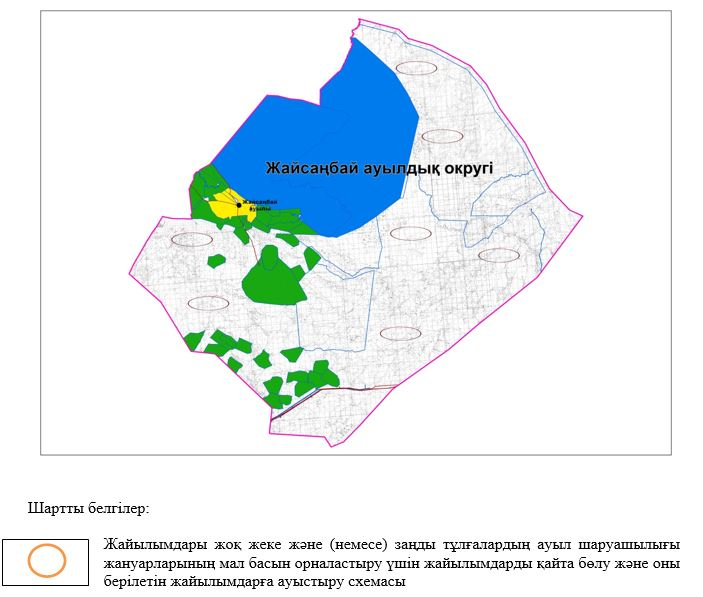 Жайсаңбай ауылдық округі
Жайсаңбай
ауылы
Шартты белгілер:
Жайылымдары жоқ жеке және (немесе) заңды тұлғалардың ауыл шаруашылығы
жануарларының мал басын орналастыру үшін жайылымдарды қайта бөлу және оны
берілетін жайылымдарға ауыстыру схемасы